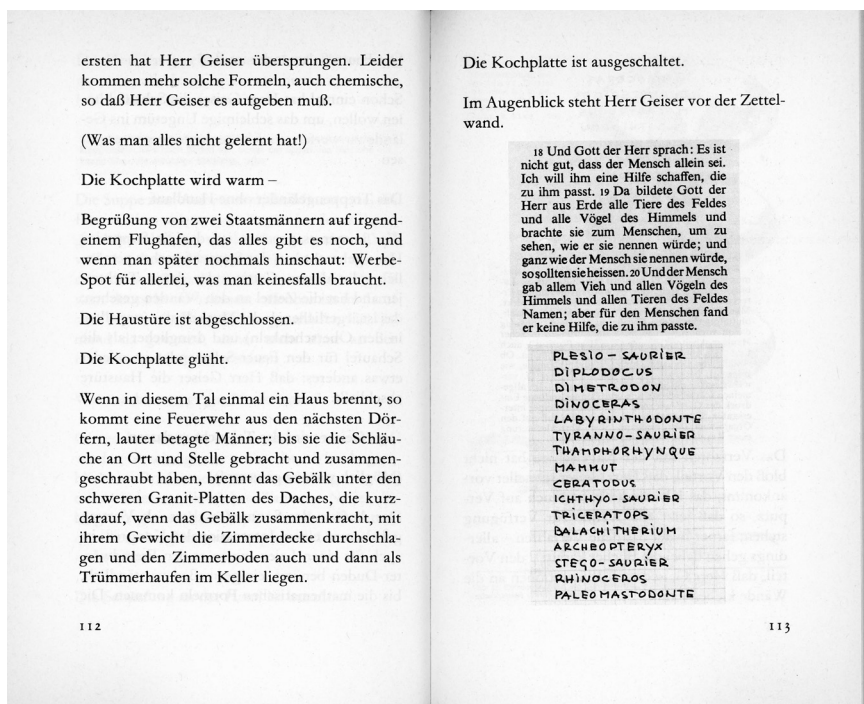 ersten hat Herr Geiser übersprungen. Leider
kommen mehr solche Formeln, auch chemische,
so daß Herr Geiser es aufgeben muß.
(Was man alles nicht gelernt hat!)
Die Kochplatte wird warm –
Begrüßung von zwei Staatsmännern auf irgend-
einem Flughafen, das alles gibt es noch, und
wenn man später nochmals hinschaut: Werbe-
Spot für allerlei, was man keinesfalls braucht.
Die Haustüre ist abgeschlossen.
Die Kochplatte glüht.
Wenn in diesem Tal einmal ein Haus brennt, so
kommt eine Feuerwehr aus den nächsten Dör-
fern, lauter betagte Männer; bis sie die Schläu-
che an Ort und Stelle gebracht und zusammen-
geschraubt haben, brennt das Gebälk unter den
schweren Granit-Platten des Daches, die kurz-
darauf, wenn das Gebälk zusammenkracht, mit
ihrem Gewicht die Zimmerdecke durchschla-
gen und den Zimmerboden auch und dann als
Trümmerhaufen im Keller liegen.
112
Die Kochplatte ist ausgeschaltet.
Im Augenblick steht Herr Geiser vor der Zettel-
wand.
18 Und Gott der Herr sprach: Es ist
nicht gut, dass der Mensch allein sei.
Ich will ihm eine Hilfe schaffen, die
zu ihm passt. 19 Da bildete Gott der
Herr aus Erde alle Tiere des Feldes
und alle Vögel des Himmels und
brachte sie zum Menschen, um zu
sehen, wie er sie nennen würde; und
ganz wie der Mensch sie nennen würde,
so sollten sie heissen. 20 Und der Mensch
gab allem Vieh und allen Vögeln des
Himmels und allen Tieren des Feldes
Namen; aber für den Menschen fand
er keine Hilfe, die zu ihm passte.
PLESIO-SAURIER
DIPLODOCUS
DIMETRODON
DINOCERAS
LABYRINTHODONTE
TYRANNO-SAURIER
THAMPHORHYNQUE
MAMMUT
CERATODUS
ICHTHYO-SAURIER
TRICERATOPS
BALACHITHERIUM
ARCHEOPTERYX
STEGO-SAURIER
RHINOCEROS
PALEOMASTODONTE
113